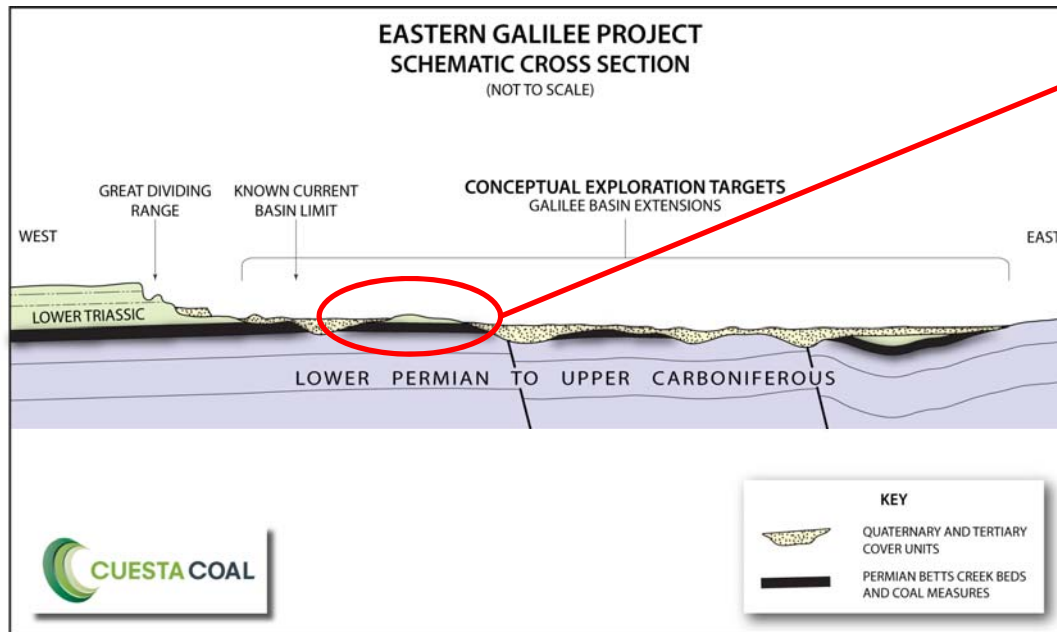 EASTERN GALILEE PROJECT
SCHEMATIC CROSS SECTION
(NOT TO SCALE)
GREAT DIVIDING
RANGE
KNOWN CURRENT
BASIN LIMIT
CONCEPTUAL EXPLORATION TARGETS
GALILEE BASIN EXTENSIONS
WEST
EAST
LOWER TRIASSIC
LOWER PERMIAN TO UPPER CARBONIFEROUS
KEY
QUATERNARY AND TERTIARY
COVER UNITS
PERMIAN BETTS CREEK BEDS
AND COAL MEASURES
CUESTA COAL